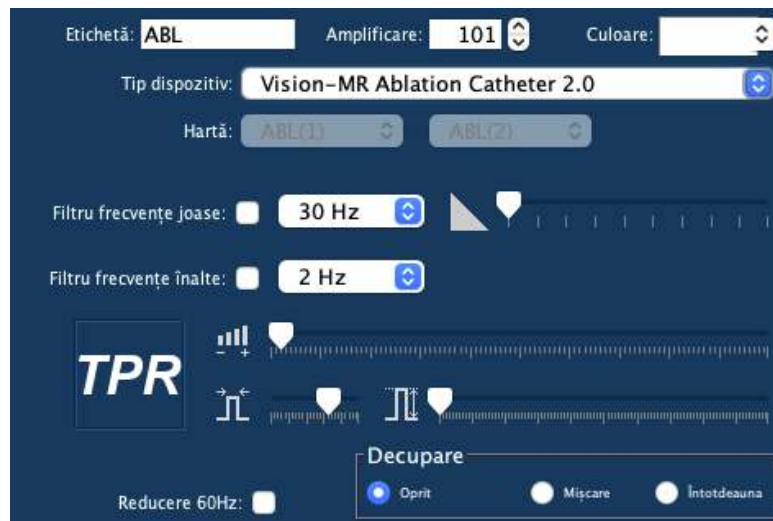 Etichetă: ABL Amplificare: 101 Culoare:
Tip dispozitiv: Vision-MR Ablation Catheter 2.0
Hartă: ABL(1) ABL(2)
Filtru frecvențe joase: 30 Hz
Filtru frecvențe înalte: 2 Hz
TPR
Decupare
Reducere 60Hz: Oprit Mișcare Întotdeauna